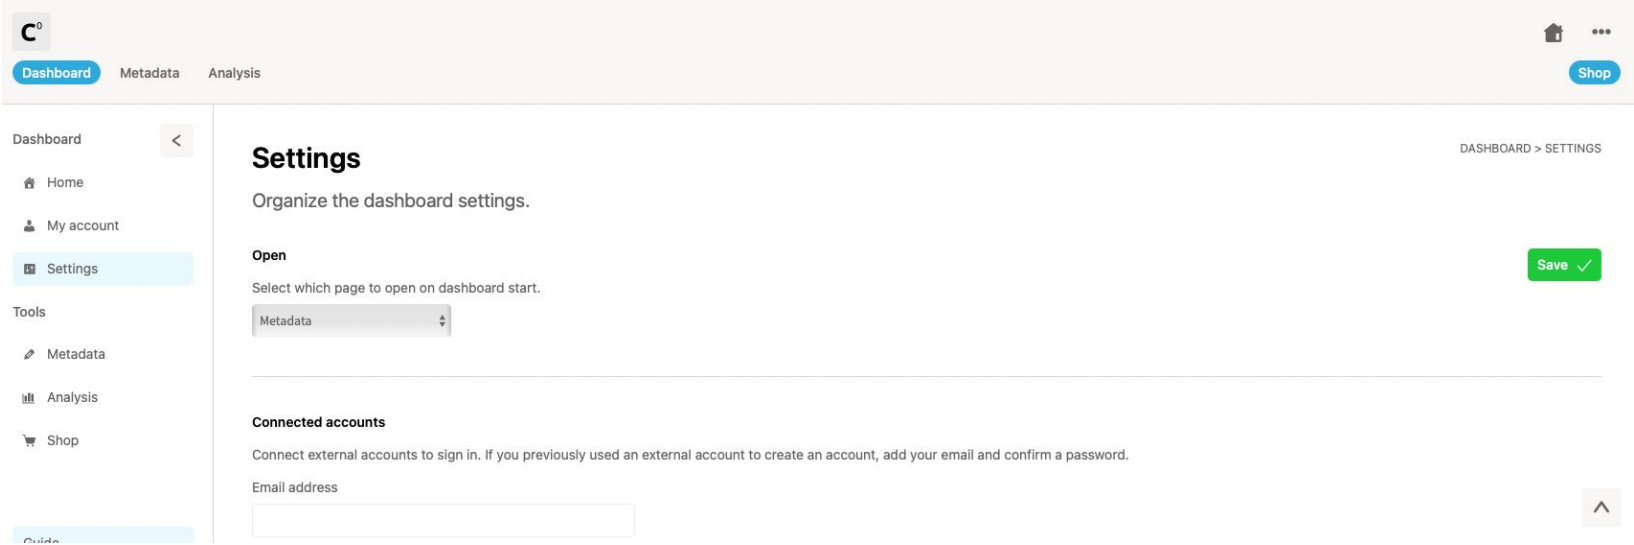 C⁰
Dashboard Metadata Analysis Shop
Dashboard
Home
My account
Settings
Tools
Metadata
Analysis
Shop
Guide
Settings
DASHBOARD > SETTINGS
Organize the dashboard settings.
Open
Save
Select which page to open on dashboard start.
Metadata
Connected accounts
Connect external accounts to sign in. If you previously used an external account to create an account, add your email and confirm a password.
Email address